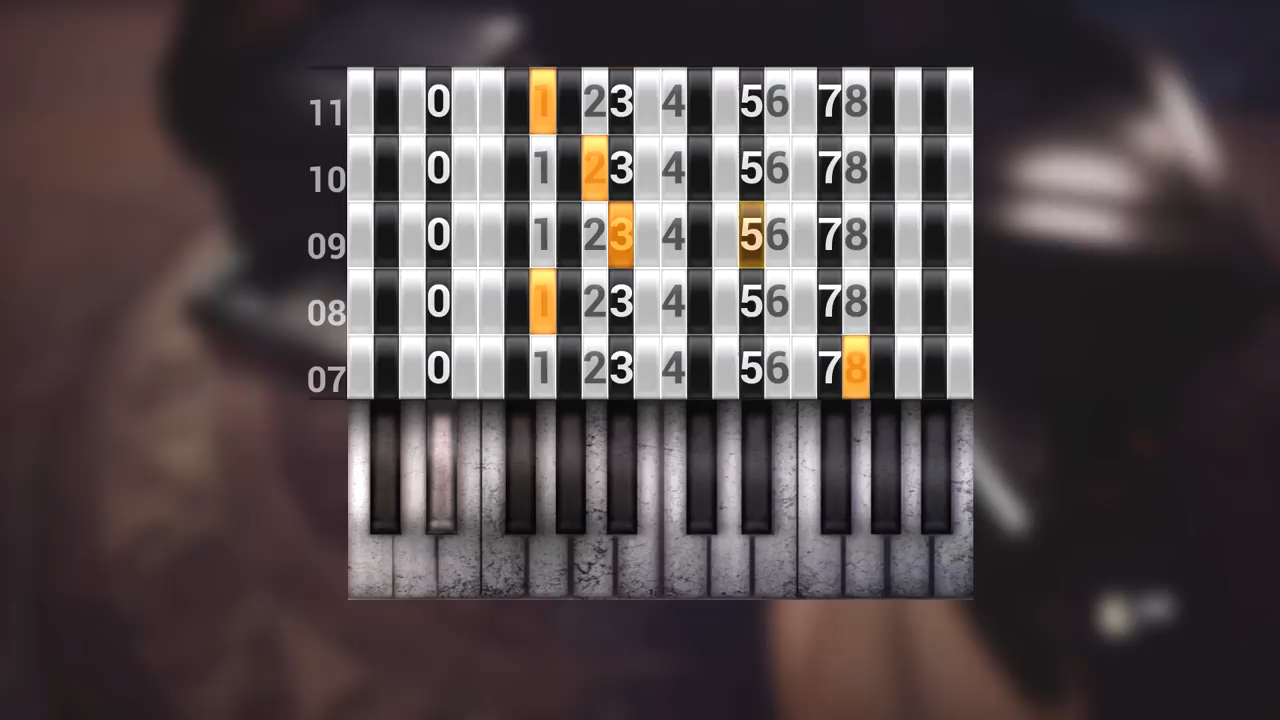 11 0 1 2 3 4 5 6 7 8
10 0 1 2 3 4 5 6 7 8
09 0 1 2 3 4 5 6 7 8
08 0 1 2 3 4 5 6 7 8
07 0 1 2 3 4 5 6 7 8